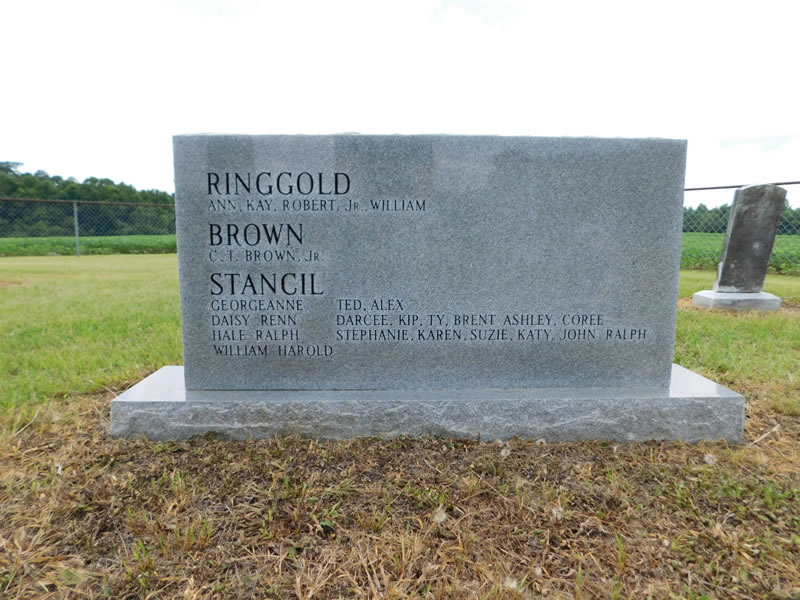 RINGGOLD
ANN, KAY, ROBERT, JR., WILLIAM
BROWN
C. T. BROWN, JR.
STANCIL
GEORGEANNE TED, ALEX
DAISY RENN DARCEE, KIP, TY, BRENT ASHLEY, COREE
HALE RALPH STEPHANIE, KAREN, SUZIE, KATY, JOHN RALPH
WILLIAM HAROLD